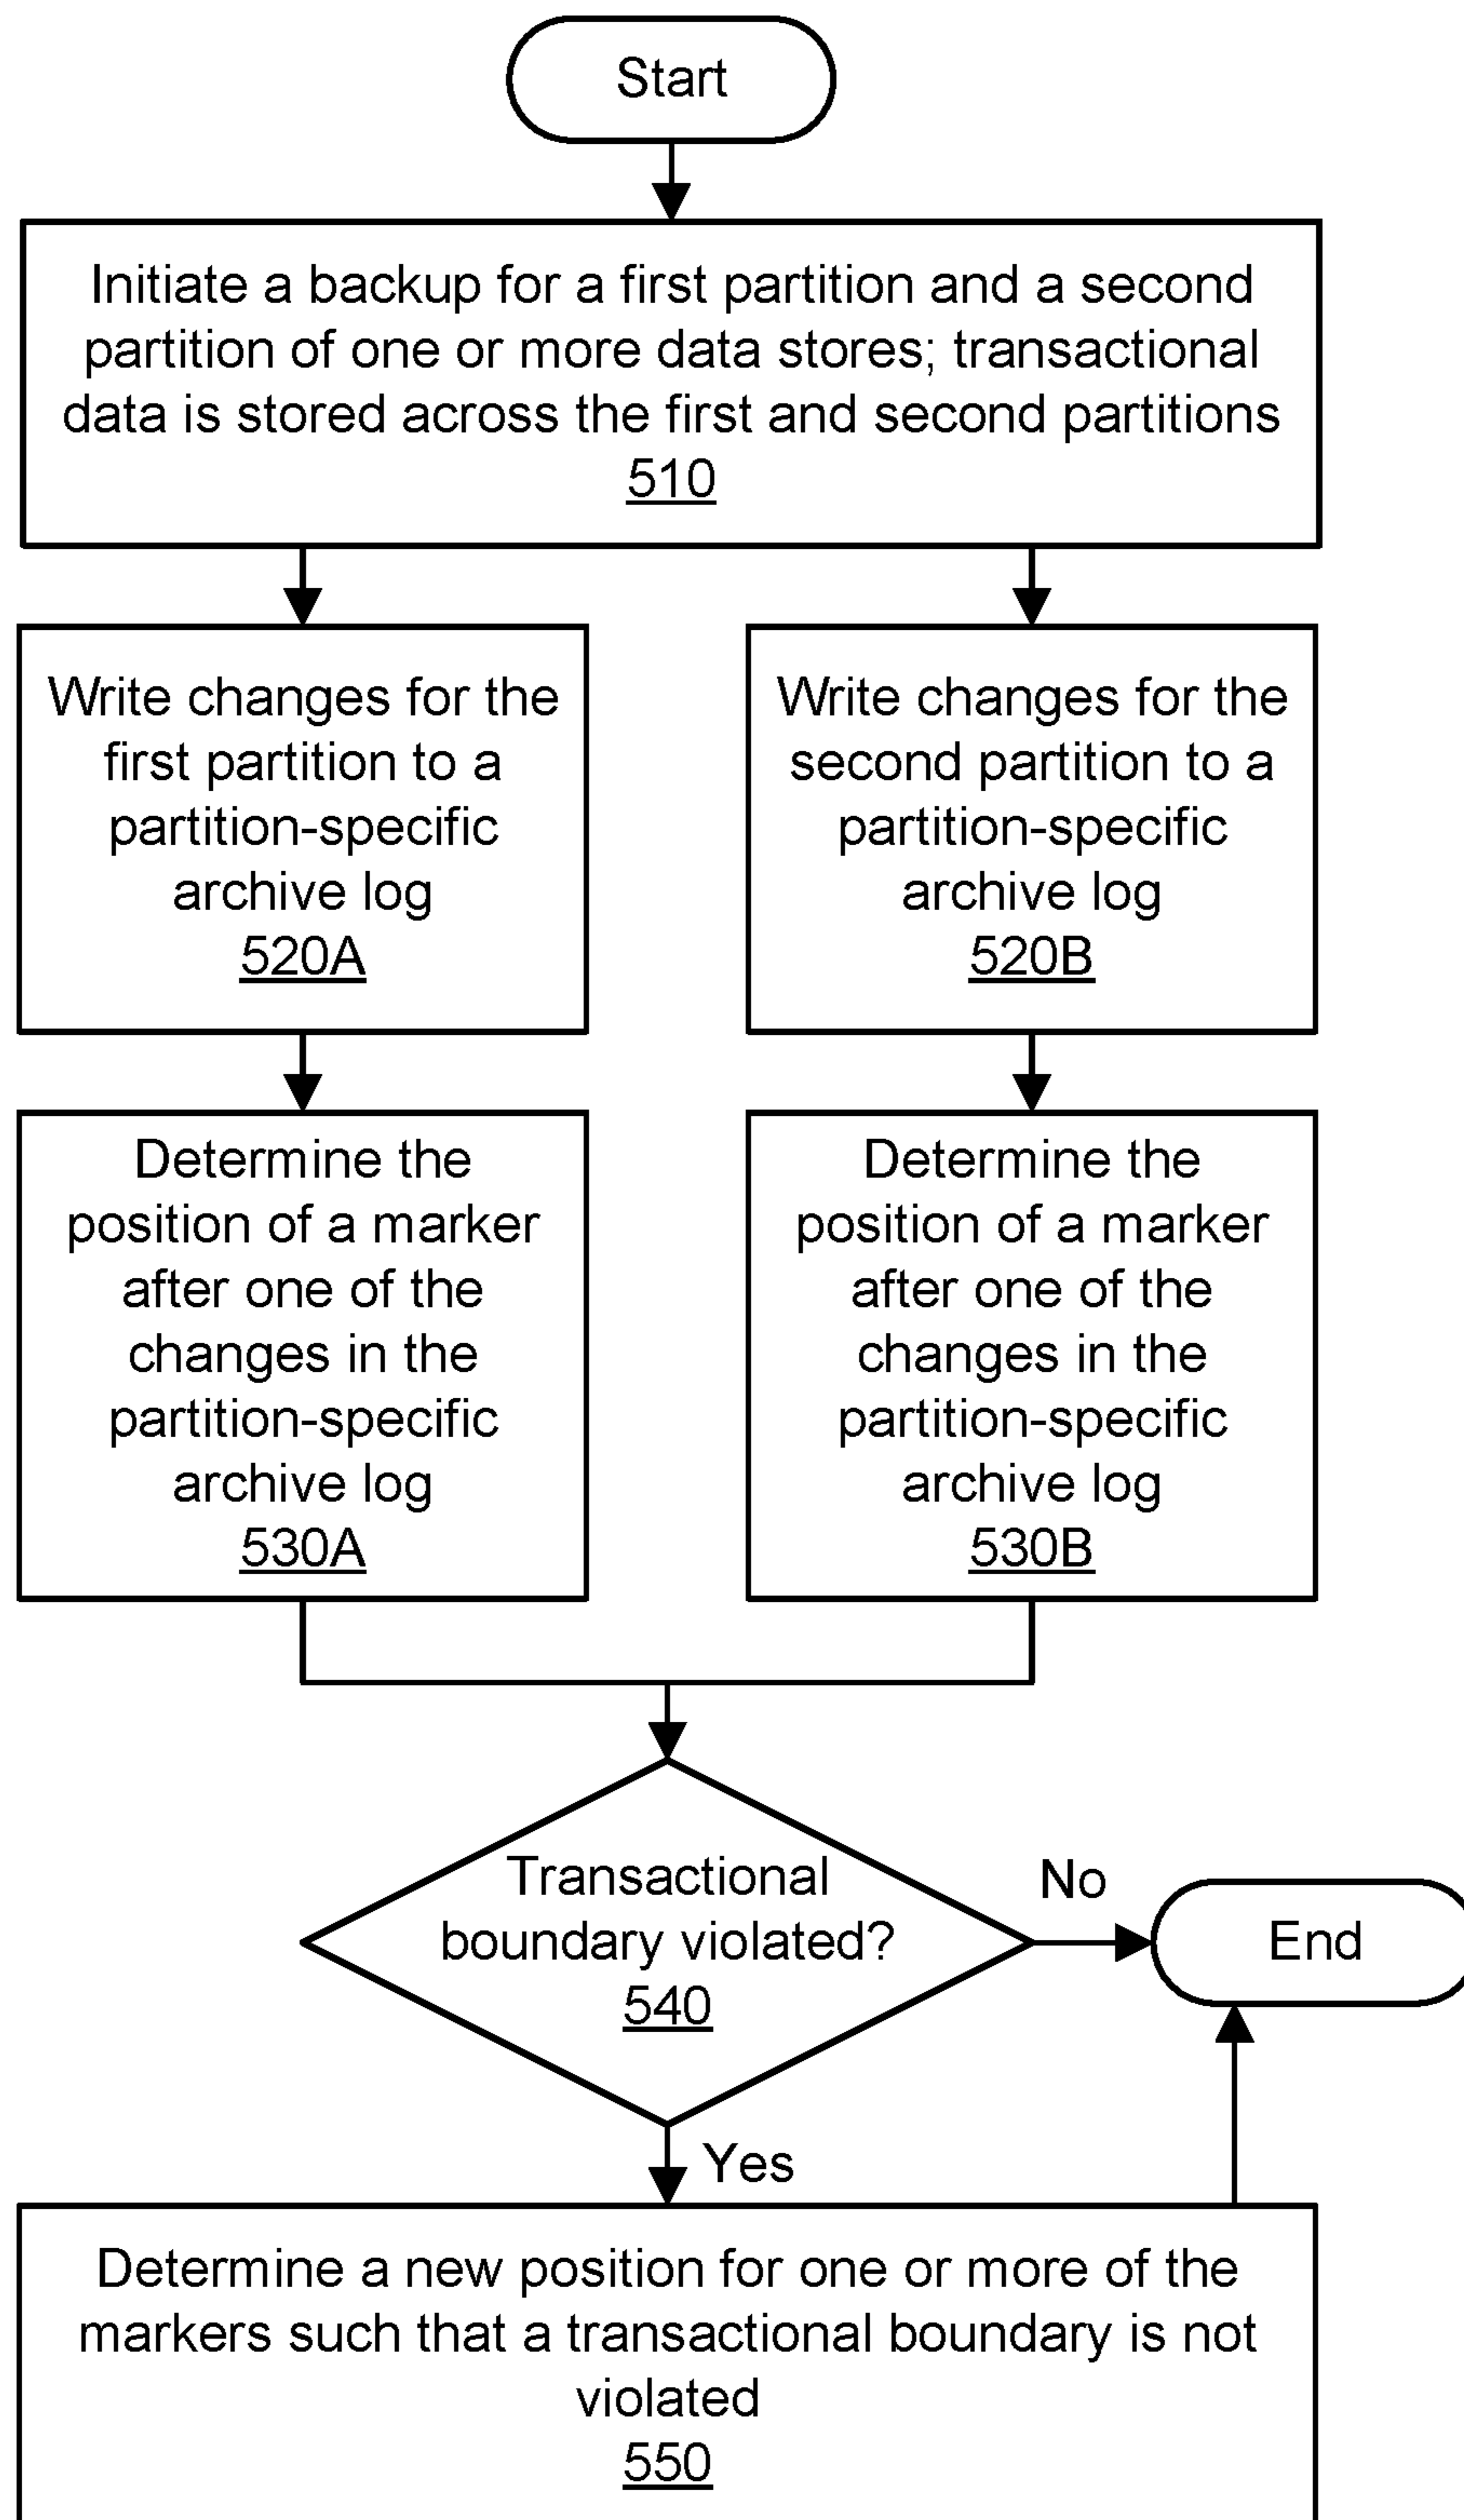 Start
Initiate a backup for a first partition and a second
partition of one or more data stores; transactional
data is stored across the first and second partitions
510
Write changes for the
first partition to a
partition-specific
archive log
520A
Write changes for the
second partition to a
partition-specific
archive log
520B
Determine the
position of a marker
after one of the
changes in the
partition-specific
archive log
530A
Determine the
position of a marker
after one of the
changes in the
partition-specific
archive log
530B
Transactional
boundary violated?
540
No
End
Yes
Determine a new position for one or more of the
markers such that a transactional boundary is not
violated
550